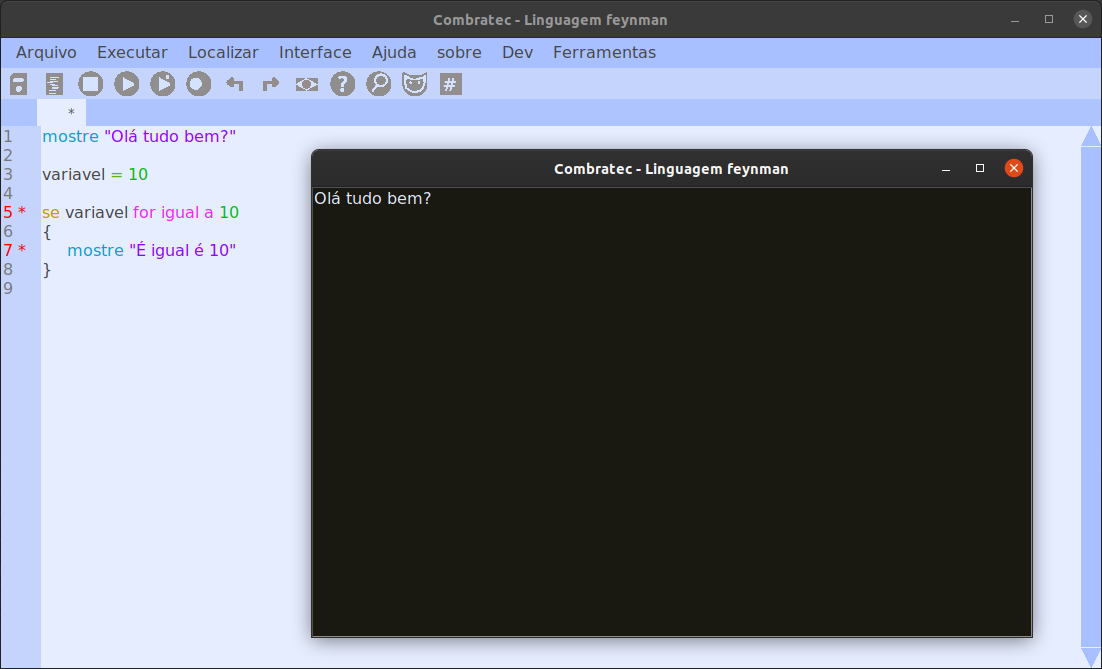 Combratec - Linguagem feynman
Arquivo Executar Localizar Interface Ajuda sobre Dev Ferramentas
? #
*
1 mostre "Olá tudo bem?"
2
3 variavel = 10
4
5 * se variavel for igual a 10
6 {
7 * mostre "É igual é 10"
8 }
9
Combratec - Linguagem feynman
Olá tudo bem?